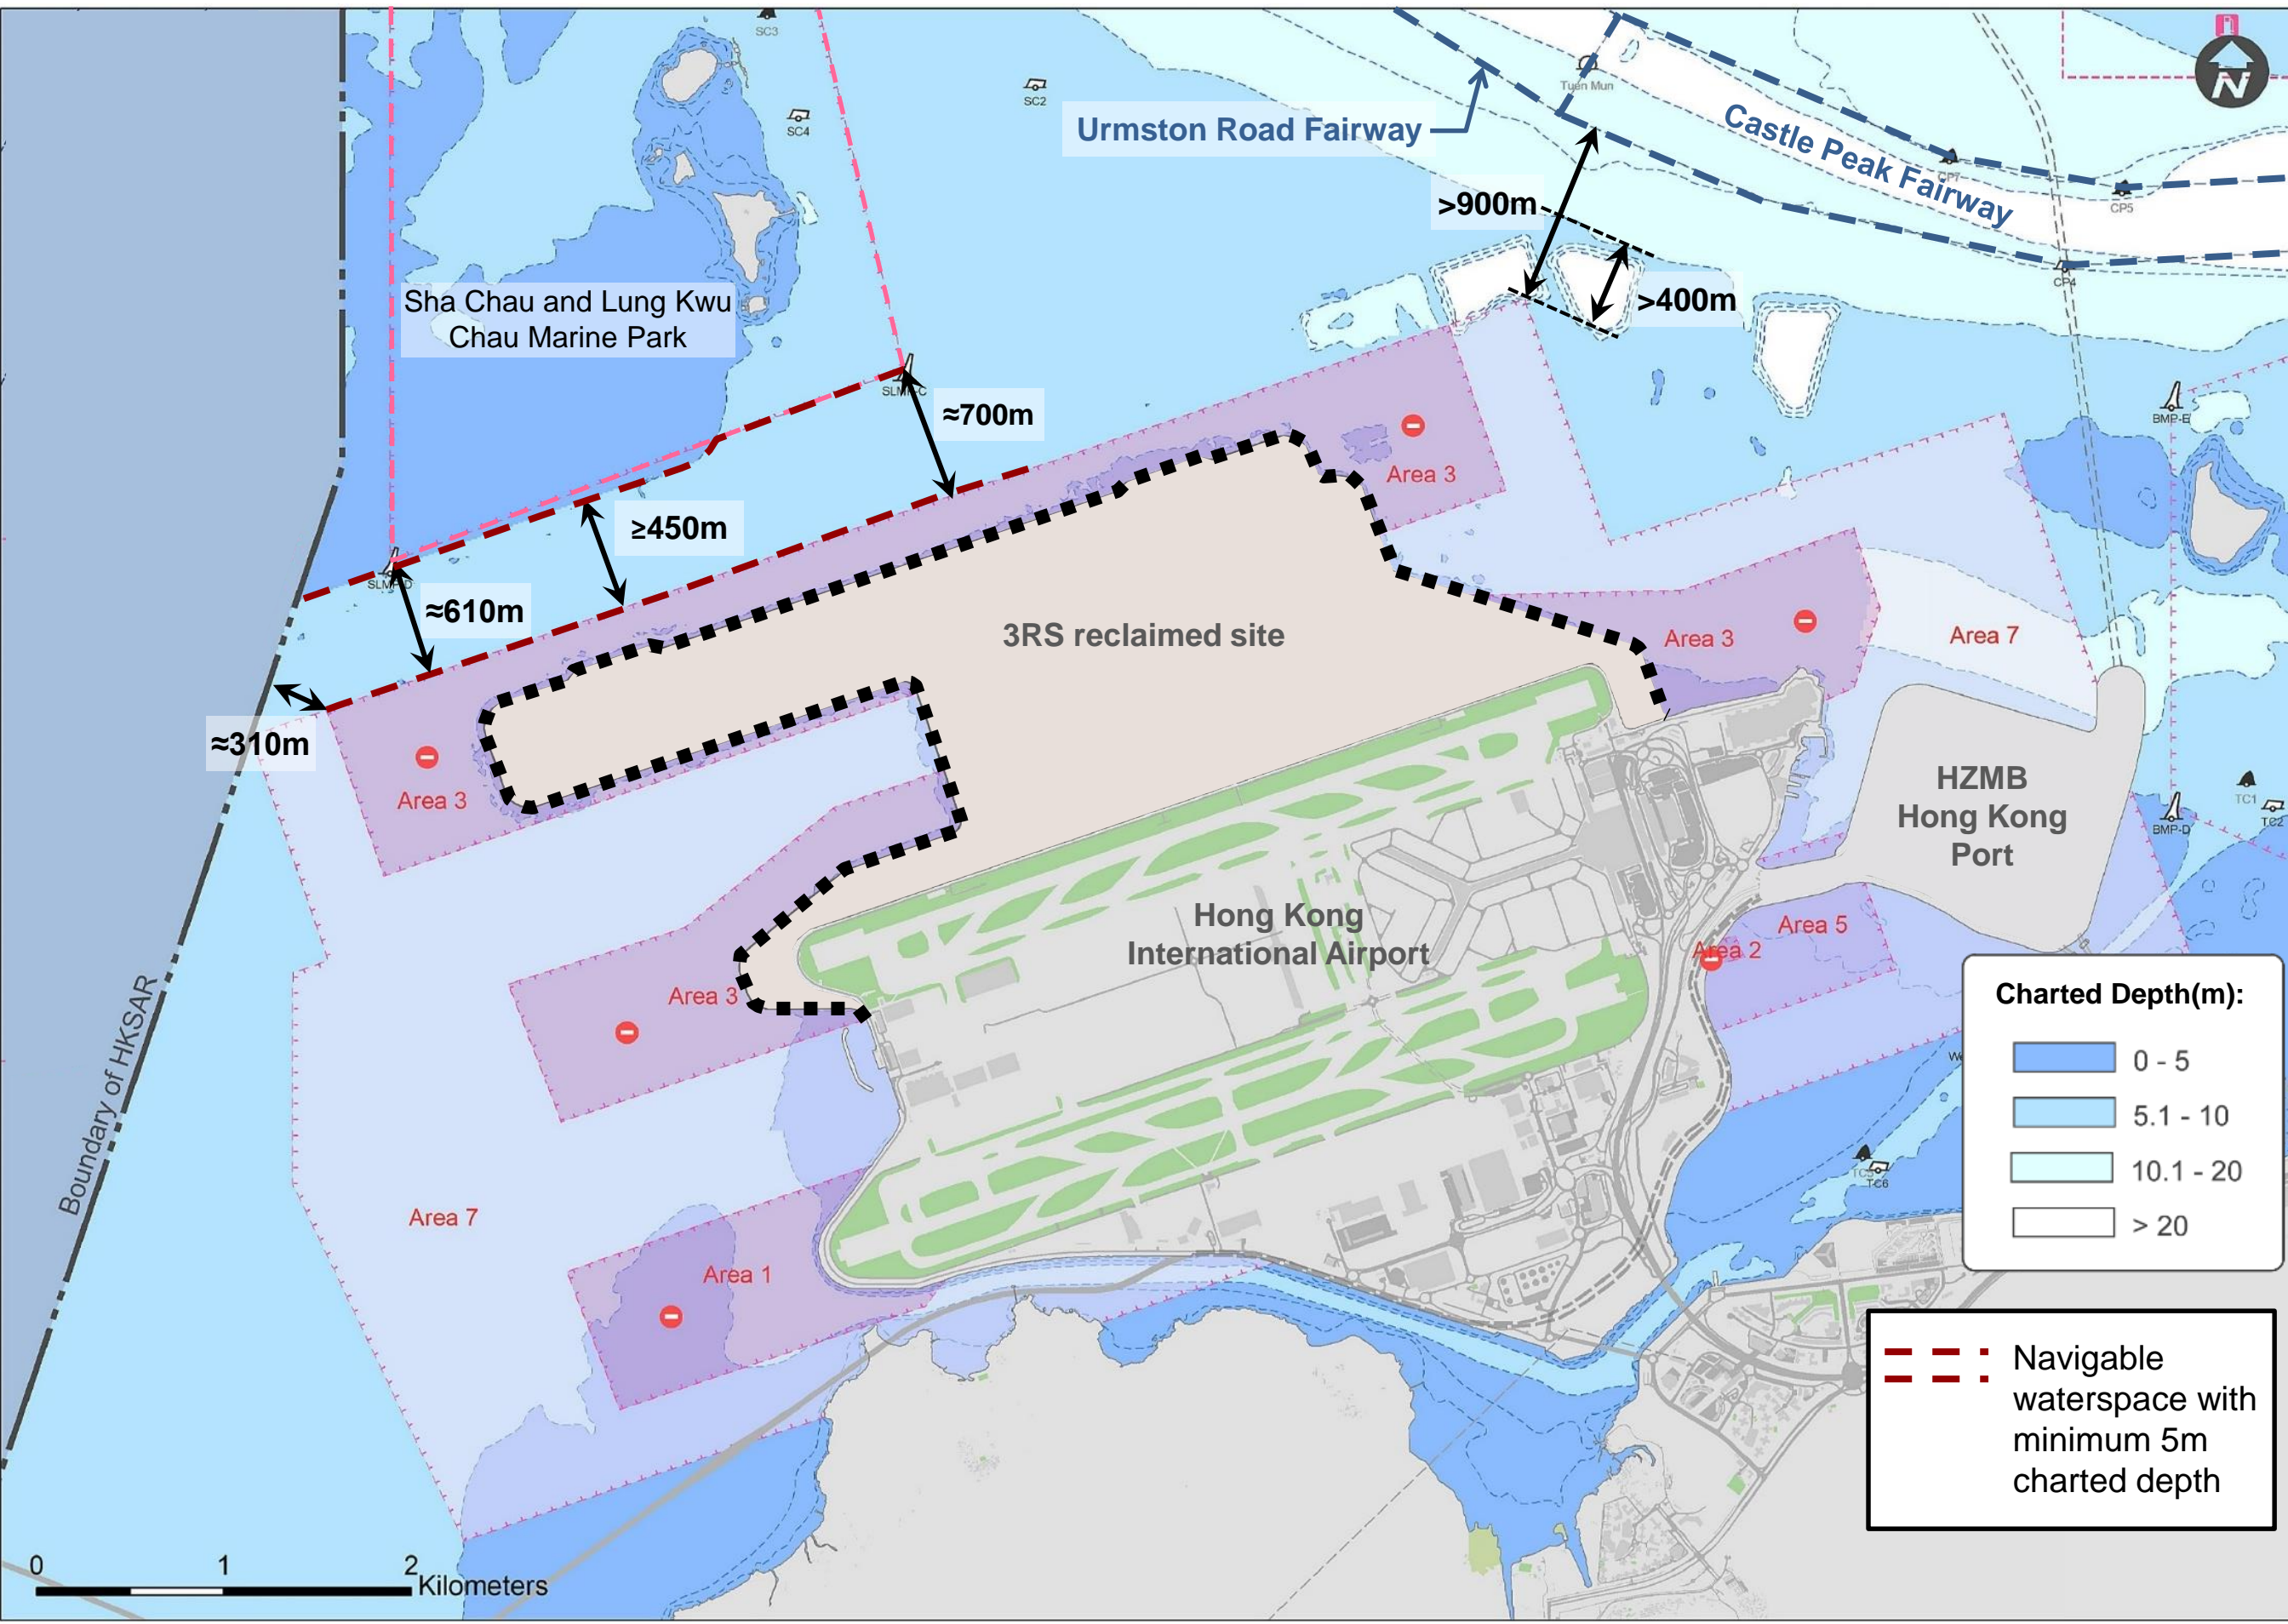 SC3
N
SC2
SC4
Tuen Mun
Urmston Road Fairway
Castle Peak Fairway
CP7
CP5
>900m
CP4
Sha Chau and Lung Kwu
Chau Marine Park
>400m
≈700m
BMP-E
Area 3
≥450m
≈610m
3RS reclaimed site
Area 3
Area 7
≈310m
Area 3
HZMB
Hong Kong
Port
TC1
TC2
BMP-D
Hong Kong
International Airport
Area 5
Area 2
Area 3
Boundary of HKSAR
Charted Depth(m):
0 - 5
5.1 - 10
10.1 - 20
> 20
TC6
Area 7
Area 1
Navigable
waterspace with
minimum 5m
charted depth
0 1 2
Kilometers